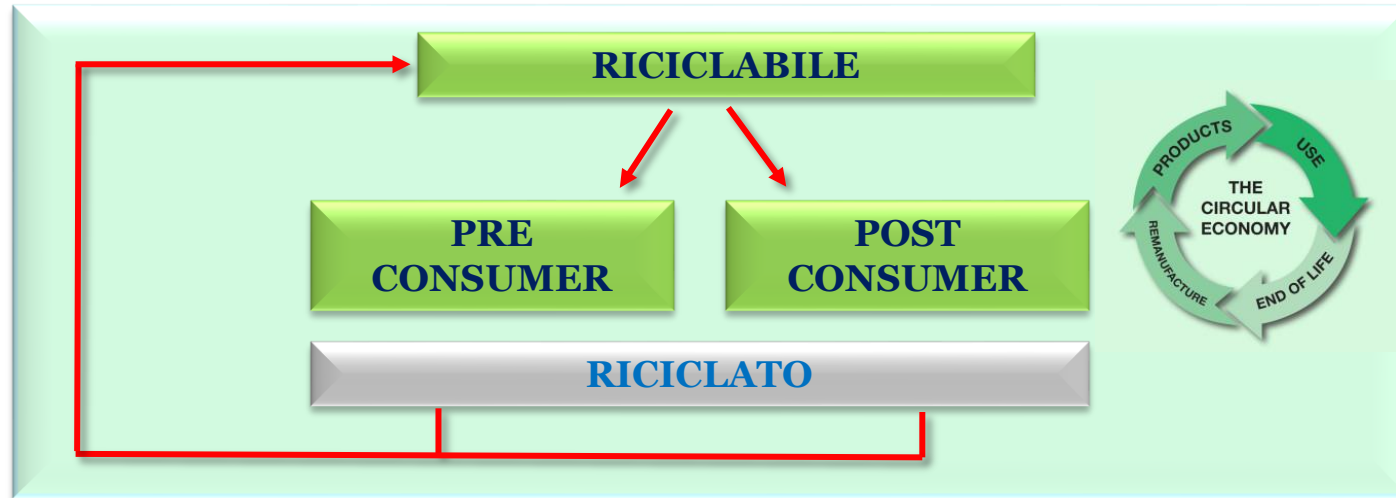 RICICLABILE
PRE
CONSUMER
POST
CONSUMER
RICICLATO
PRODUCTS
USE
THE
CIRCULAR
ECONOMY
REMANUFACTURE
END OF LIFE